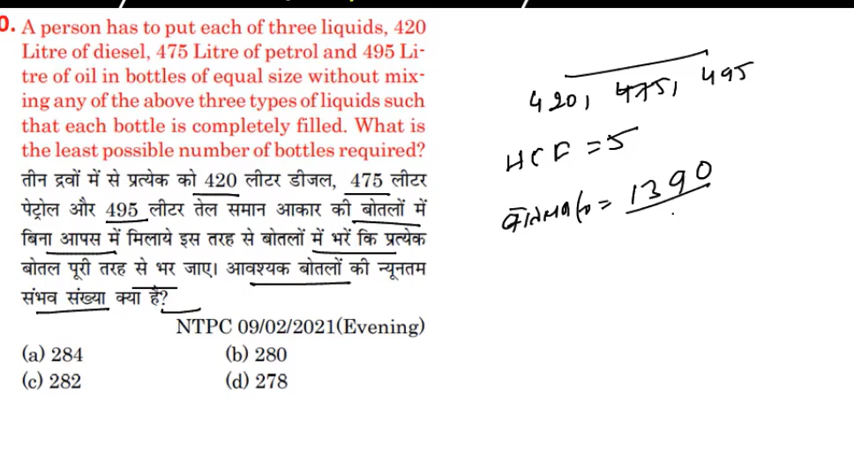 0. A person has to put each of three liquids, 420
Litre of diesel, 475 Litre of petrol and 495 Li-
tre of oil in bottles of equal size without mix-
ing any of the above three types of liquids such
that each bottle is completely filled. What is
the least possible number of bottles required?
तीन द्रवों में से प्रत्येक को 420 लीटर डीजल, 475 लीटर
पेट्रोल और 495 लीटर तेल समान आकार की बोतलों में
बिना आपस में मिलाये इस तरह से बोतलों में भरें कि प्रत्येक
बोतल पूरी तरह से भर जाए। आवश्यक बोतलों की न्यूनतम
संभव संख्या क्या है?
NTPC 09/02/2021(Evening)
(a) 284 (b) 280
(c) 282 (d) 278
420, 475, 495
HCF = 5
= 1390